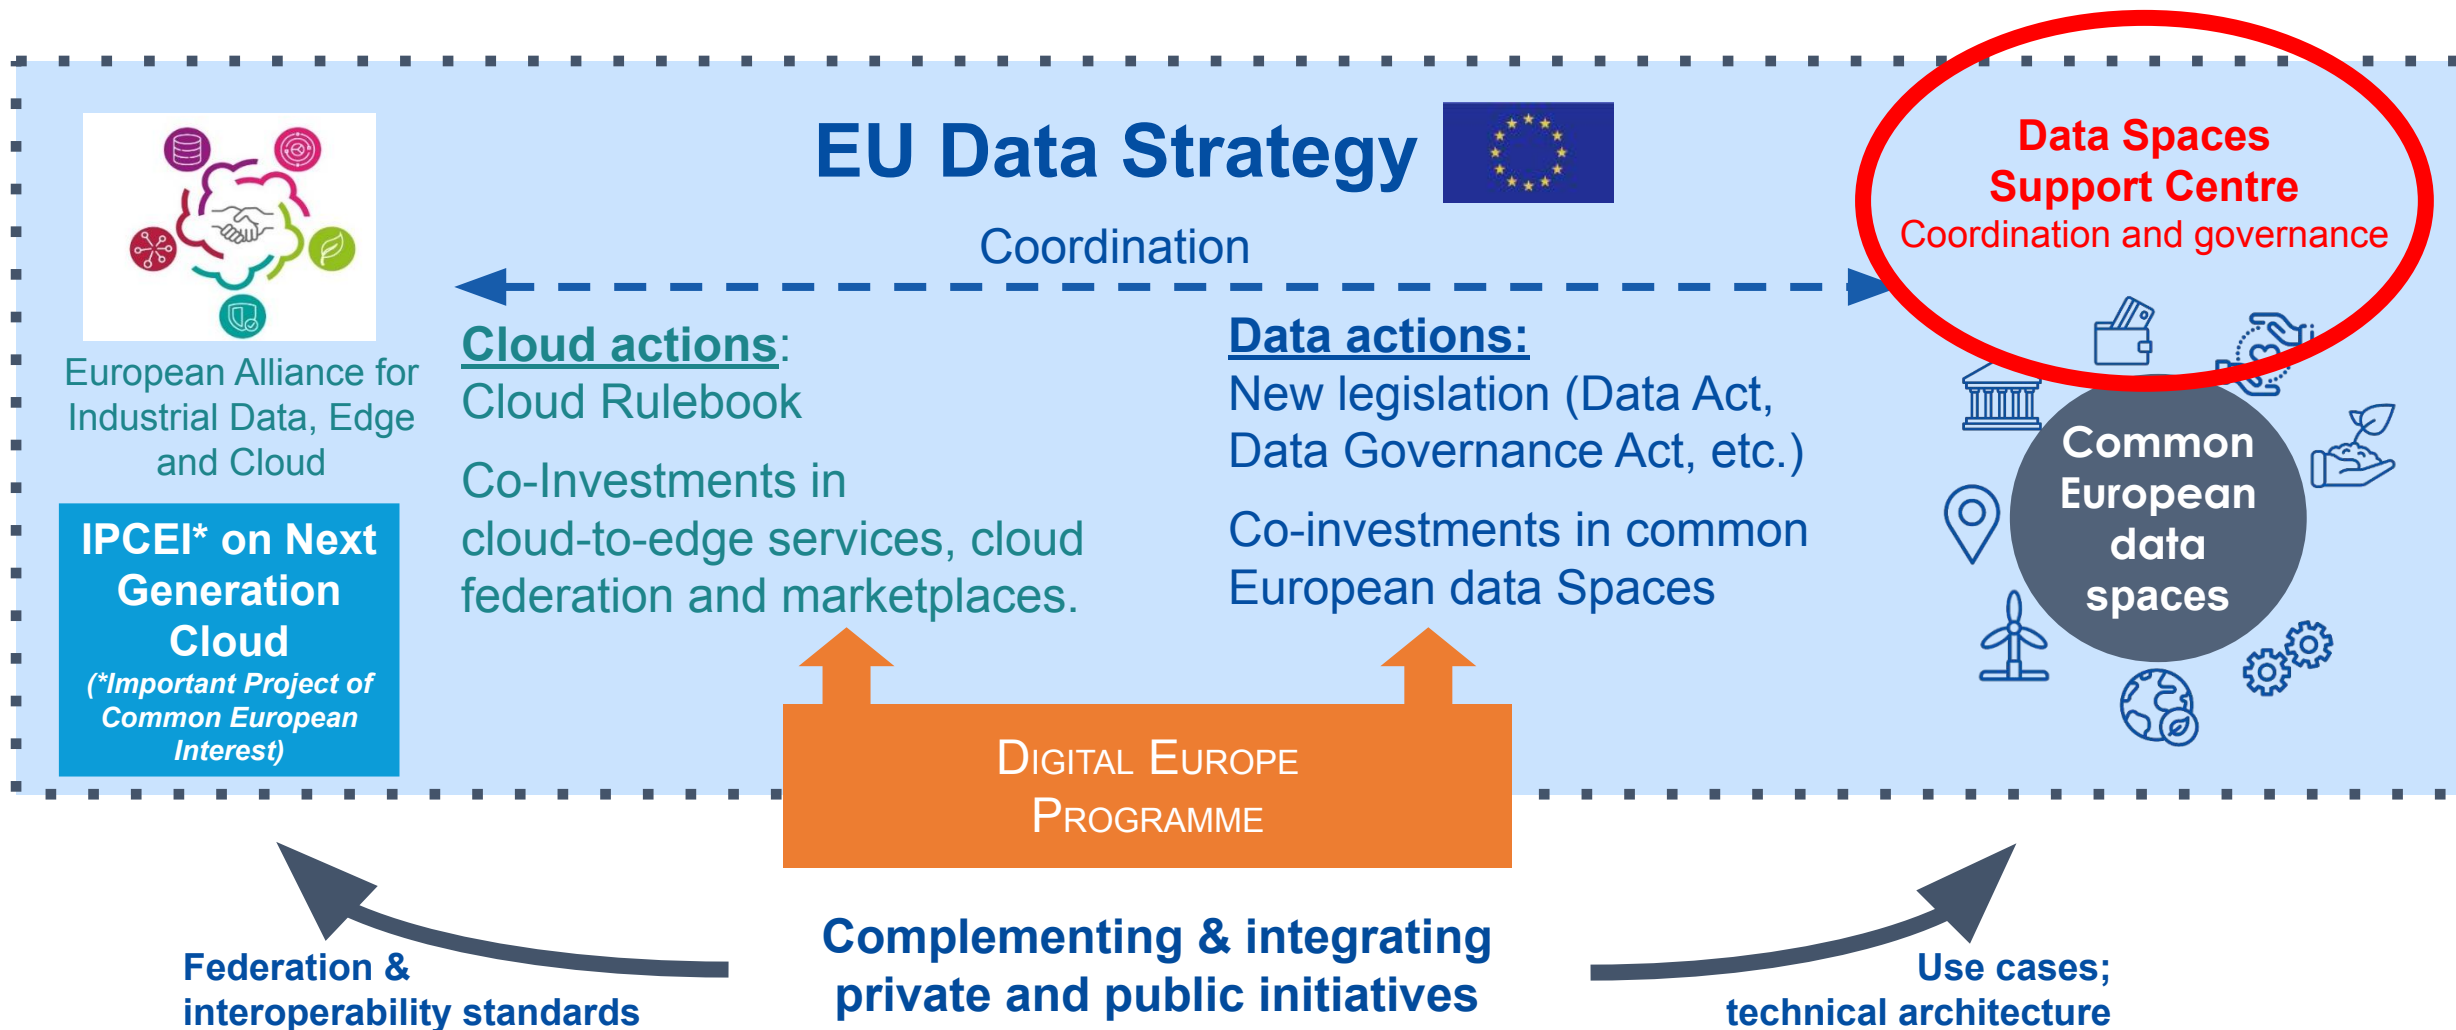 EU Data Strategy
Coordination
Data Spaces
Support Centre
Coordination and governance
European Alliance for
Industrial Data, Edge
and Cloud
IPCEI* on Next
Generation
Cloud
(*Important Project of
Common European
Interest)
Cloud actions:
Cloud Rulebook
Co-Investments in
cloud-to-edge services, cloud
federation and marketplaces.
Data actions:
New legislation (Data Act,
Data Governance Act, etc.)
Co-investments in common
European data Spaces
Common
European
data
spaces
DIGITAL EUROPE
PROGRAMME
Federation &
interoperability standards
Complementing & integrating
private and public initiatives
Use cases;
technical architecture